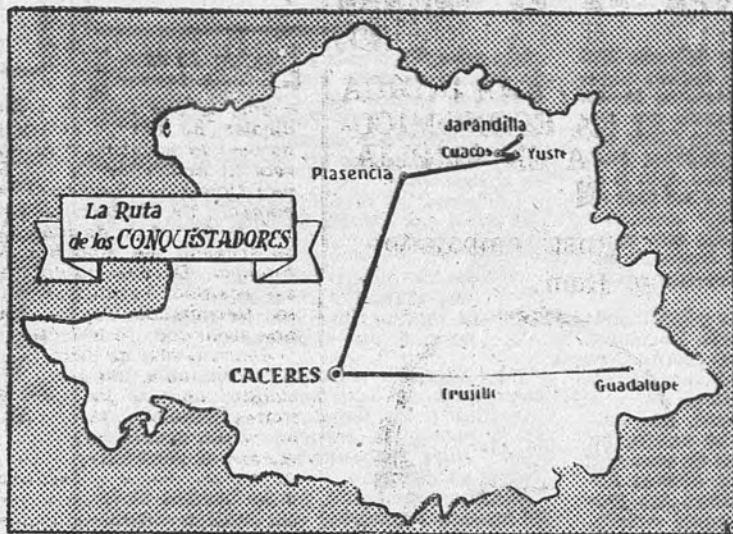 Jarandilla
Cuacos
Yuste
Plasencia
La Ruta
de los CONQUISTADORES
CACERES
Trujillo
Guadalupe